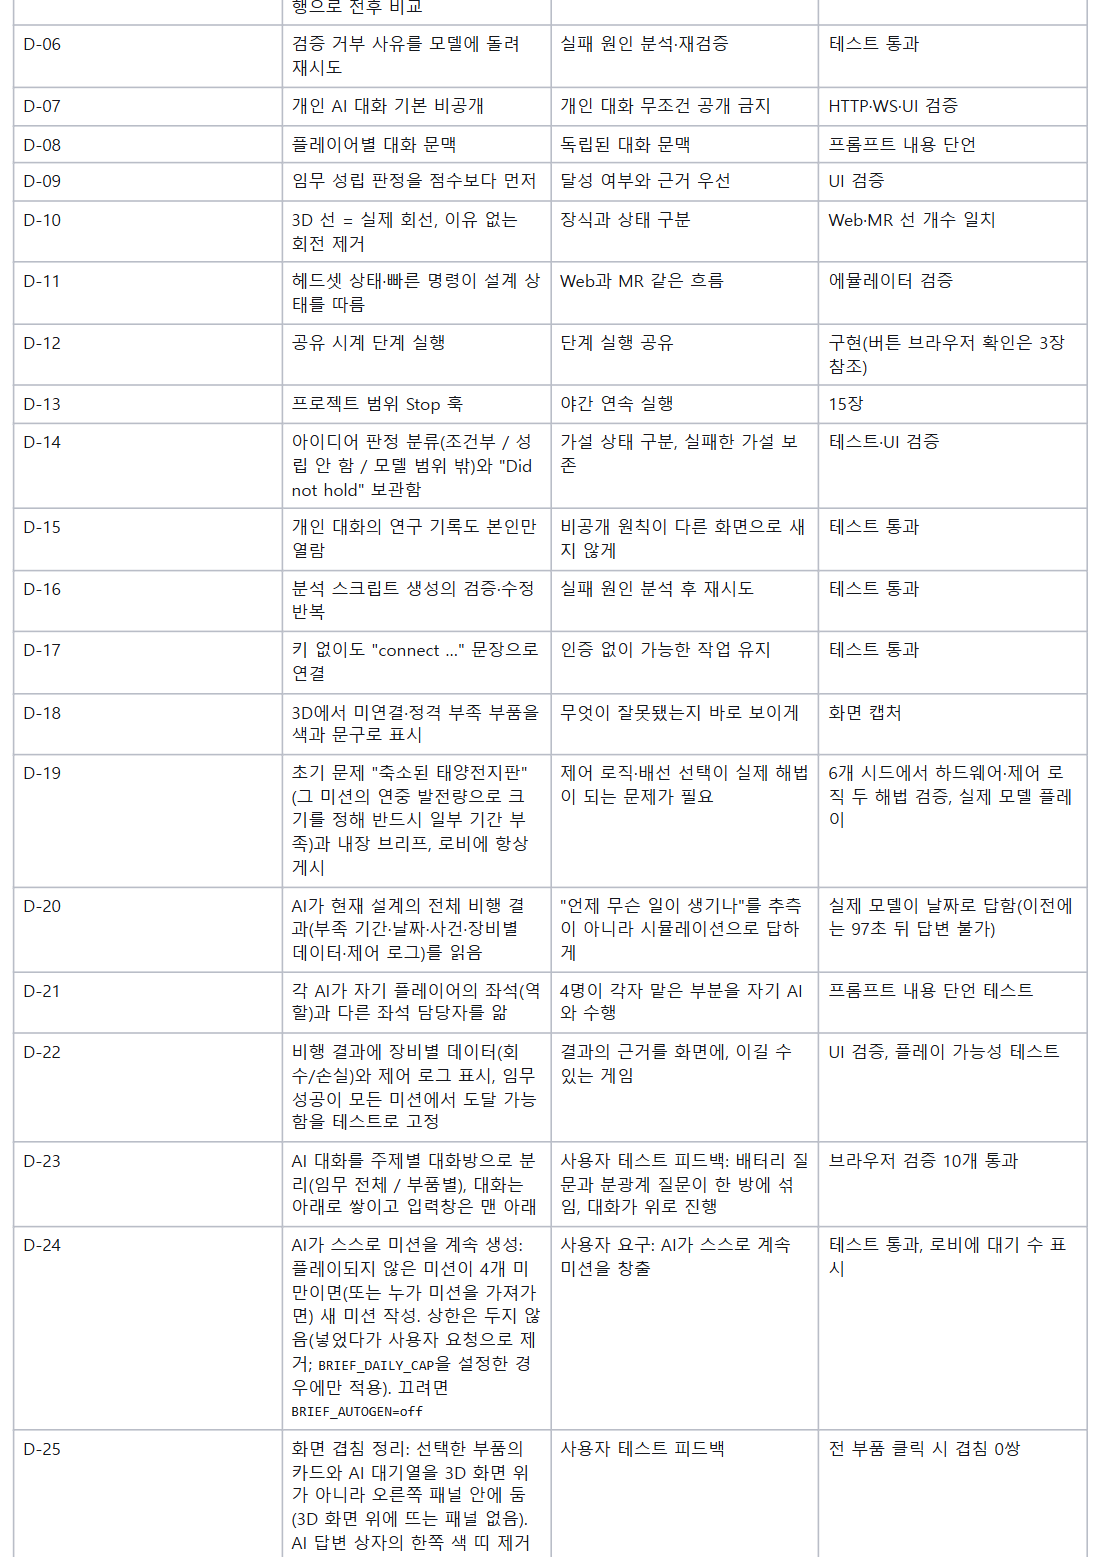 행으로 전후 비교
D-06
검증 거부 사유를 모델에 돌려
재시도
실패 원인 분석·재검증
테스트 통과
D-07
개인 AI 대화 기본 비공개
개인 대화 무조건 공개 금지
HTTP·WS·UI 검증
D-08
플레이어별 대화 문맥
독립된 대화 문맥
프롬프트 내용 단언
D-09
임무 성립 판정을 점수보다 먼저
달성 여부와 근거 우선
UI 검증
D-10
3D 선 = 실제 회선, 이유 없는
회전 제거
장식과 상태 구분
Web·MR 선 개수 일치
D-11
헤드셋 상태·빠른 명령이 설계 상
태를 따름
Web과 MR 같은 흐름
에뮬레이터 검증
D-12
공유 시계 단계 실행
단계 실행 공유
구현(버튼 브라우저 확인은 3장
참조)
D-13
프로젝트 범위 Stop 훅
야간 연속 실행
15장
D-14
아이디어 판정 분류(조건부 / 성
립 안 함 / 모델 범위 밖)와 "Did
not hold" 보관함
가설 상태 구분, 실패한 가설 보
존
테스트·UI 검증
D-15
개인 대화의 연구 기록도 본인만
열람
비공개 원칙이 다른 화면으로 새
지 않게
테스트 통과
D-16
분석 스크립트 생성의 검증·수정
반복
실패 원인 분석 후 재시도
테스트 통과
D-17
키 없이도 "connect ..." 문장으로
연결
인증 없이 가능한 작업 유지
테스트 통과
D-18
3D에서 미연결·정격 부족 부품을
색과 문구로 표시
무엇이 잘못됐는지 바로 보이게
화면 캡처
D-19
초기 문제 "축소된 태양전지판"
(그 미션의 연중 발전량으로 크
기를 정해 반드시 일부 기간 부
족)과 내장 브리프, 로비에 항상
게시
제어 로직·배선 선택이 실제 해법
이 되는 문제가 필요
6개 시드에서 하드웨어·제어 로
직 두 해법 검증, 실제 모델 플레
이
D-20
AI가 현재 설계의 전체 비행 결
과(부족 기간·날짜·사건·장비별
데이터·제어 로그)를 읽음
"언제 무슨 일이 생기나"를 추측
이 아니라 시뮬레이션으로 답하
게
실제 모델이 날짜로 답함(이전에
는 97초 뒤 답변 불가)
D-21
각 AI가 자기 플레이어의 좌석(역
할)과 다른 좌석 담당자를 앎
4명이 각자 맡은 부분을 자기 AI
와 수행
프롬프트 내용 단언 테스트
D-22
비행 결과에 장비별 데이터(회
수/손실)와 제어 로그 표시, 임무
성공이 모든 미션에서 도달 가능
함을 테스트로 고정
결과의 근거를 화면에, 이길 수
있는 게임
UI 검증, 플레이 가능성 테스트
D-23
AI 대화를 주제별 대화방으로 분
리(임무 전체 / 부품별), 대화는
아래로 쌓이고 입력창은 맨 아래
사용자 테스트 피드백: 배터리 질
문과 분광계 질문이 한 방에 섞
임, 대화가 위로 진행
브라우저 검증 10개 통과
D-24
AI가 스스로 미션을 계속 생성:
플레이되지 않은 미션이 4개 미
만이면(또는 누가 미션을 가져가
면) 새 미션 작성. 상한은 두지 않
음(넣었다가 사용자 요청으로 제
거; BRIEF_DAILY_CAP을 설정한 경
우에만 적용). 끄려면
BRIEF_AUTOGEN=off
사용자 요구: AI가 스스로 계속
미션을 창출
테스트 통과, 로비에 대기 수 표
시
D-25
화면 겹침 정리: 선택한 부품의
카드와 AI 대기열을 3D 화면 위
가 아니라 오른쪽 패널 안에 둠
(3D 화면 위에 뜨는 패널 없음).
AI 답변 상자의 한쪽 색 띠 제거
사용자 테스트 피드백
전 부품 클릭 시 겹침 0쌍